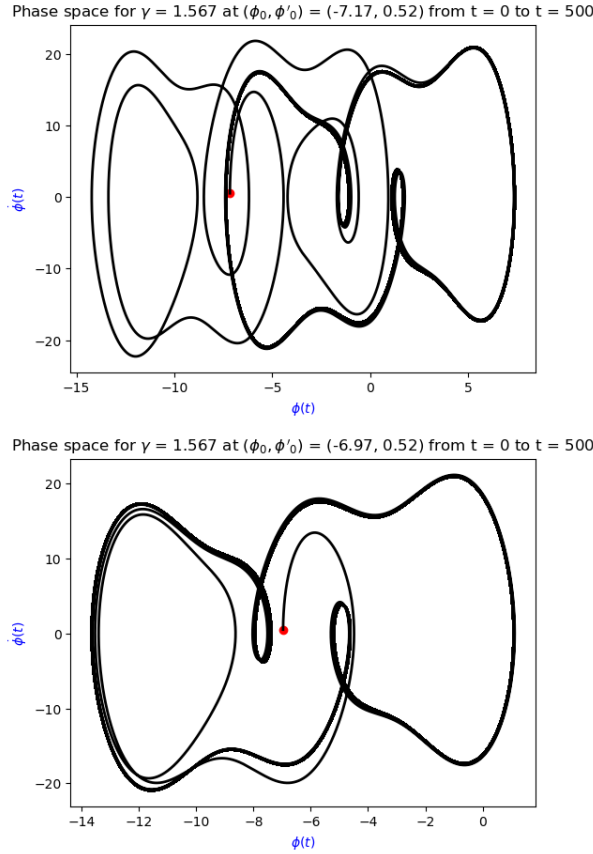 Phase space for γ = 1.567 at (ϕ₀, ϕ'₀) = (-7.17, 0.52) from t = 0 to t = 500
20
10
0
−10
−20
ϕ̇(t)
−15 −10 −5 0 5
ϕ(t)
Phase space for γ = 1.567 at (ϕ₀, ϕ'₀) = (-6.97, 0.52) from t = 0 to t = 500
20
10
0
−10
−20
ϕ̇(t)
−14 −12 −10 −8 −6 −4 −2 0
ϕ(t)